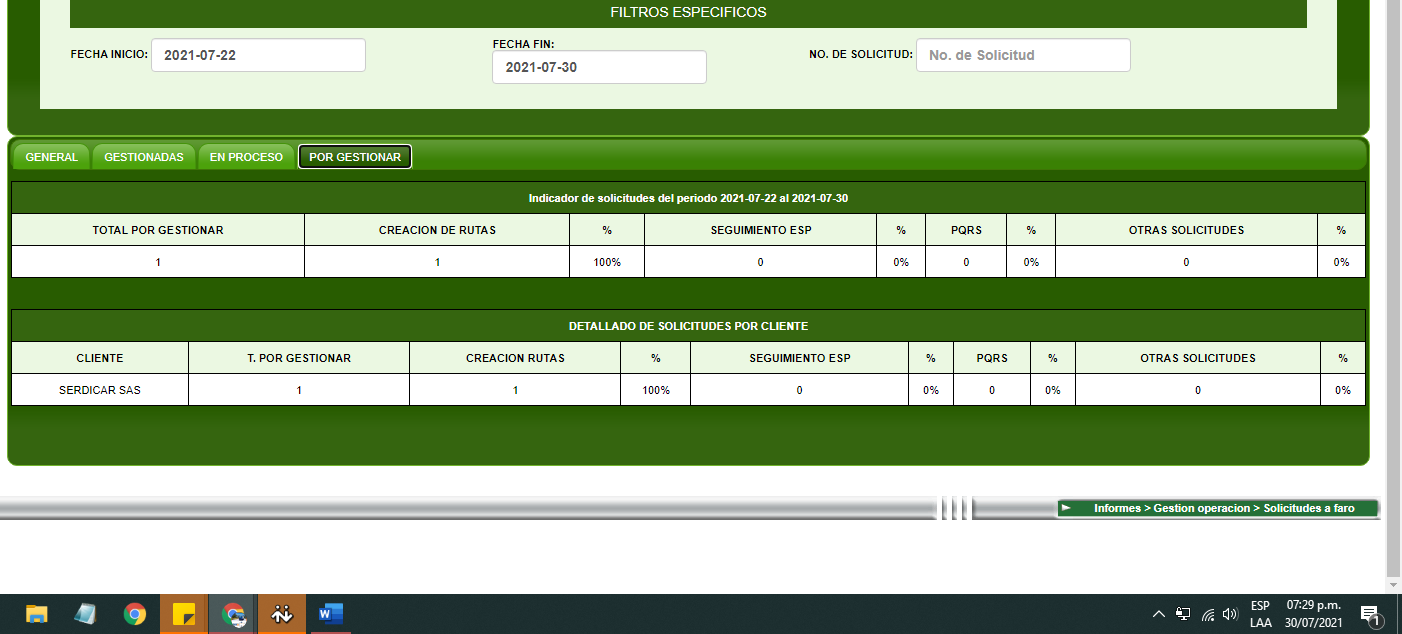 FILTROS ESPECIFICOS
FECHA INICIO: 2021-07-22
FECHA FIN:
2021-07-30
NO. DE SOLICITUD: No. de Solicitud
GENERAL GESTIONADAS EN PROCESO POR GESTIONAR
Indicador de solicitudes del periodo 2021-07-22 al 2021-07-30
TOTAL POR GESTIONAR CREACION DE RUTAS % SEGUIMIENTO ESP % PQRS % OTRAS SOLICITUDES %
1 1 100% 0 0% 0 0% 0 0%
DETALLADO DE SOLICITUDES POR CLIENTE
CLIENTE T. POR GESTIONAR CREACION RUTAS % SEGUIMIENTO ESP % PQRS % OTRAS SOLICITUDES %
SERDICAR SAS 1 1 100% 0 0% 0 0% 0 0%
Informes > Gestion operacion > Solicitudes a faro
ESP 07:29 p.m.
LAA 30/07/2021
1